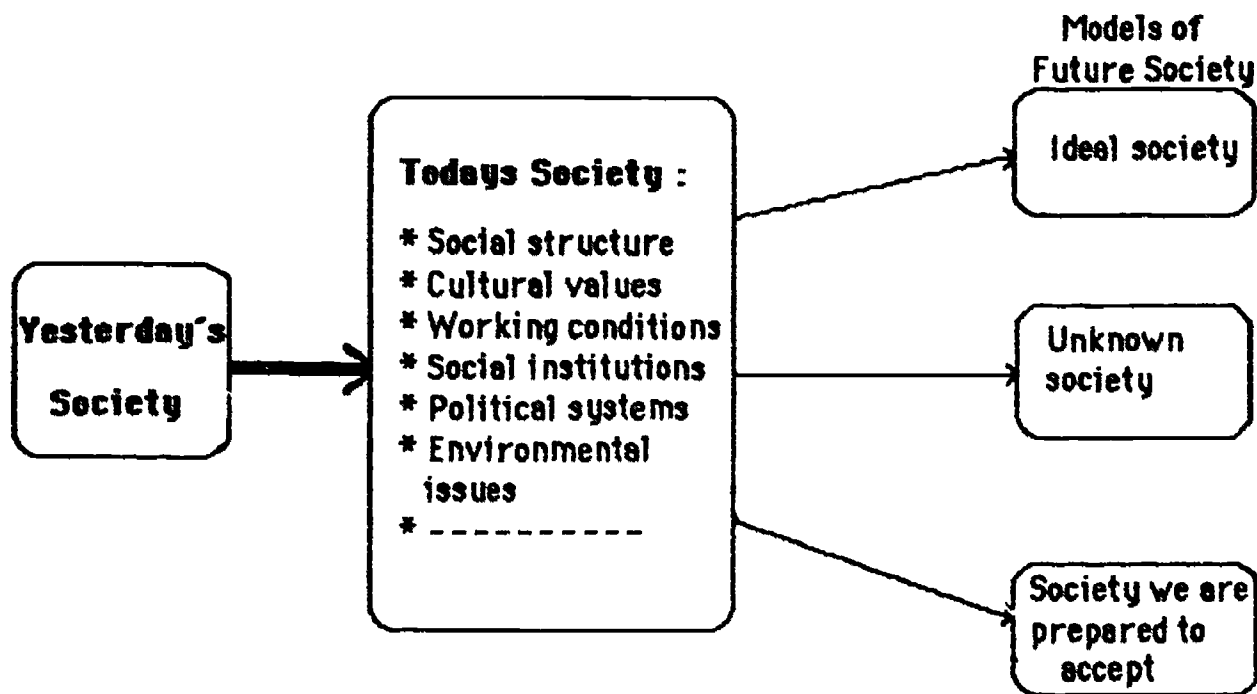 Models of
Future Society
Yesterday's
Society
Todays Society :
* Social structure
* Cultural values
* Working conditions
* Social institutions
* Political systems
* Environmental
issues
* -----------
Ideal society
Unknown
society
Society we are
prepared to
accept